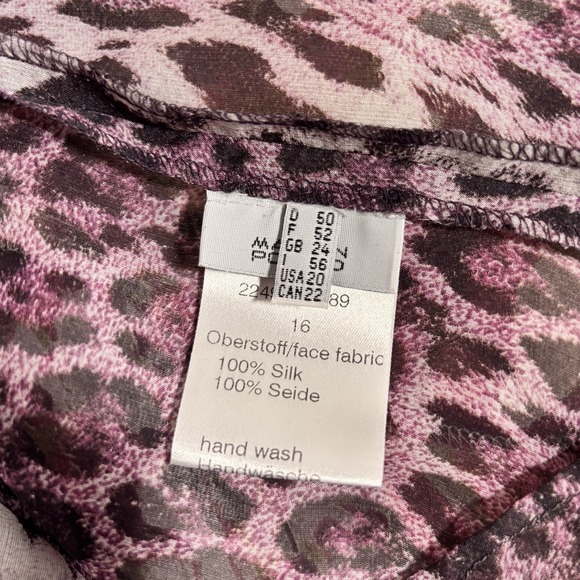 D 50
F 52
GB 24
I 56
USA 20
CAN 22
16
Oberstoff/face fabric
100% Silk
100% Seide
hand wash
Handwäsche